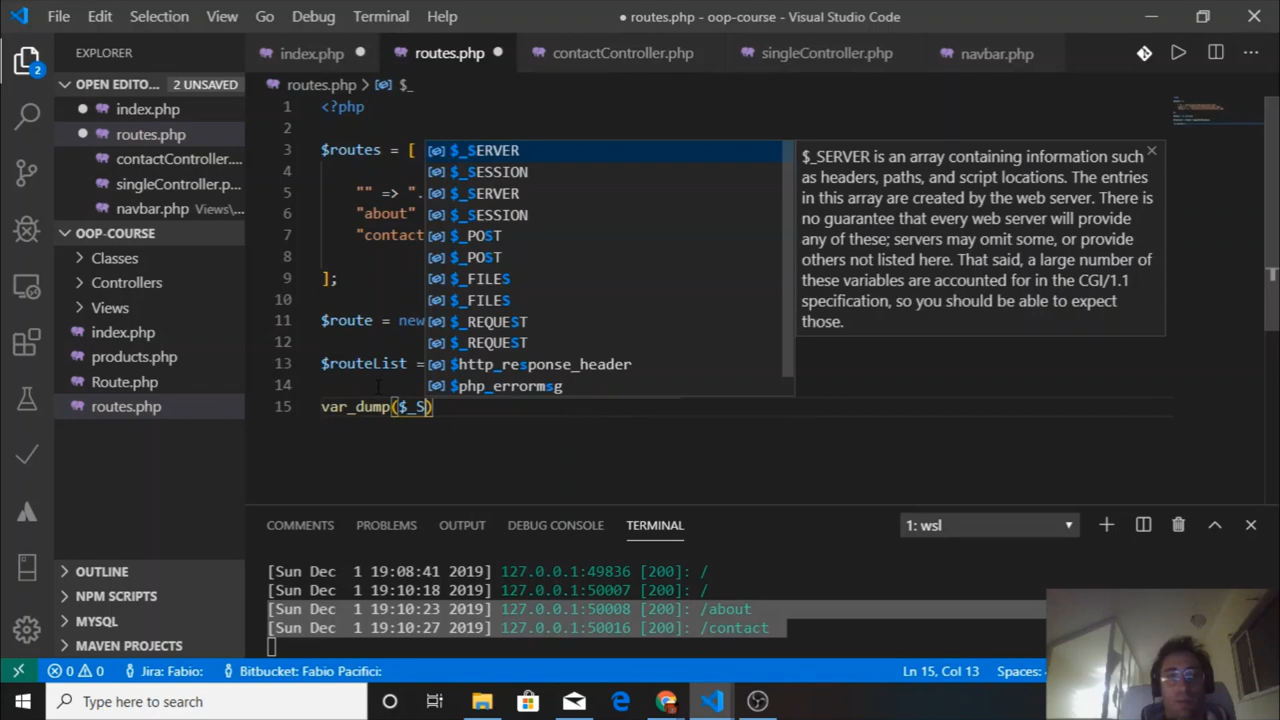 File Edit Selection View Go Debug Terminal Help
● routes.php - oop-course - Visual Studio Code
EXPLORER
index.php
routes.php
contactController.php
singleController.php
navbar.php
2
OPEN EDITO... 2 UNSAVED
index.php
routes.php
contactController....
singleController.p...
navbar.php Views\...
OOP-COURSE
Classes
Controllers
Views
index.php
products.php
Route.php
routes.php
OUTLINE
NPM SCRIPTS
MYSQL
MAVEN PROJECTS
routes.php > $_
1 <?php
2
3 $routes = [
4
5 "" => ".
6 "about"
7 "contact
8
9 ];
10
11 $route = new
12
13 $routeList =
14
15 var_dump($_S)
$_SERVER
$_SESSION
$_SERVER
$_SESSION
$_POST
$_POST
$_FILES
$_FILES
$_REQUEST
$_REQUEST
$http_response_header
$php_errormsg
$_SERVER is an array containing information such
as headers, paths, and script locations. The entries
in this array are created by the web server. There is
no guarantee that every web server will provide
any of these; servers may omit some, or provide
others not listed here. That said, a large number of
these variables are accounted for in the CGI/1.1
specification, so you should be able to expect
those.
COMMENTS PROBLEMS OUTPUT DEBUG CONSOLE TERMINAL
1: wsl
[Sun Dec  1 19:08:41 2019] 127.0.0.1:49836 [200]: /
[Sun Dec  1 19:10:18 2019] 127.0.0.1:50007 [200]: /
[Sun Dec  1 19:10:23 2019] 127.0.0.1:50008 [200]: /about
[Sun Dec  1 19:10:27 2019] 127.0.0.1:50016 [200]: /contact
0 0 Jira: Fabio: Bitbucket: Fabio Pacifici: Ln 15, Col 13 Spaces:
Type here to search